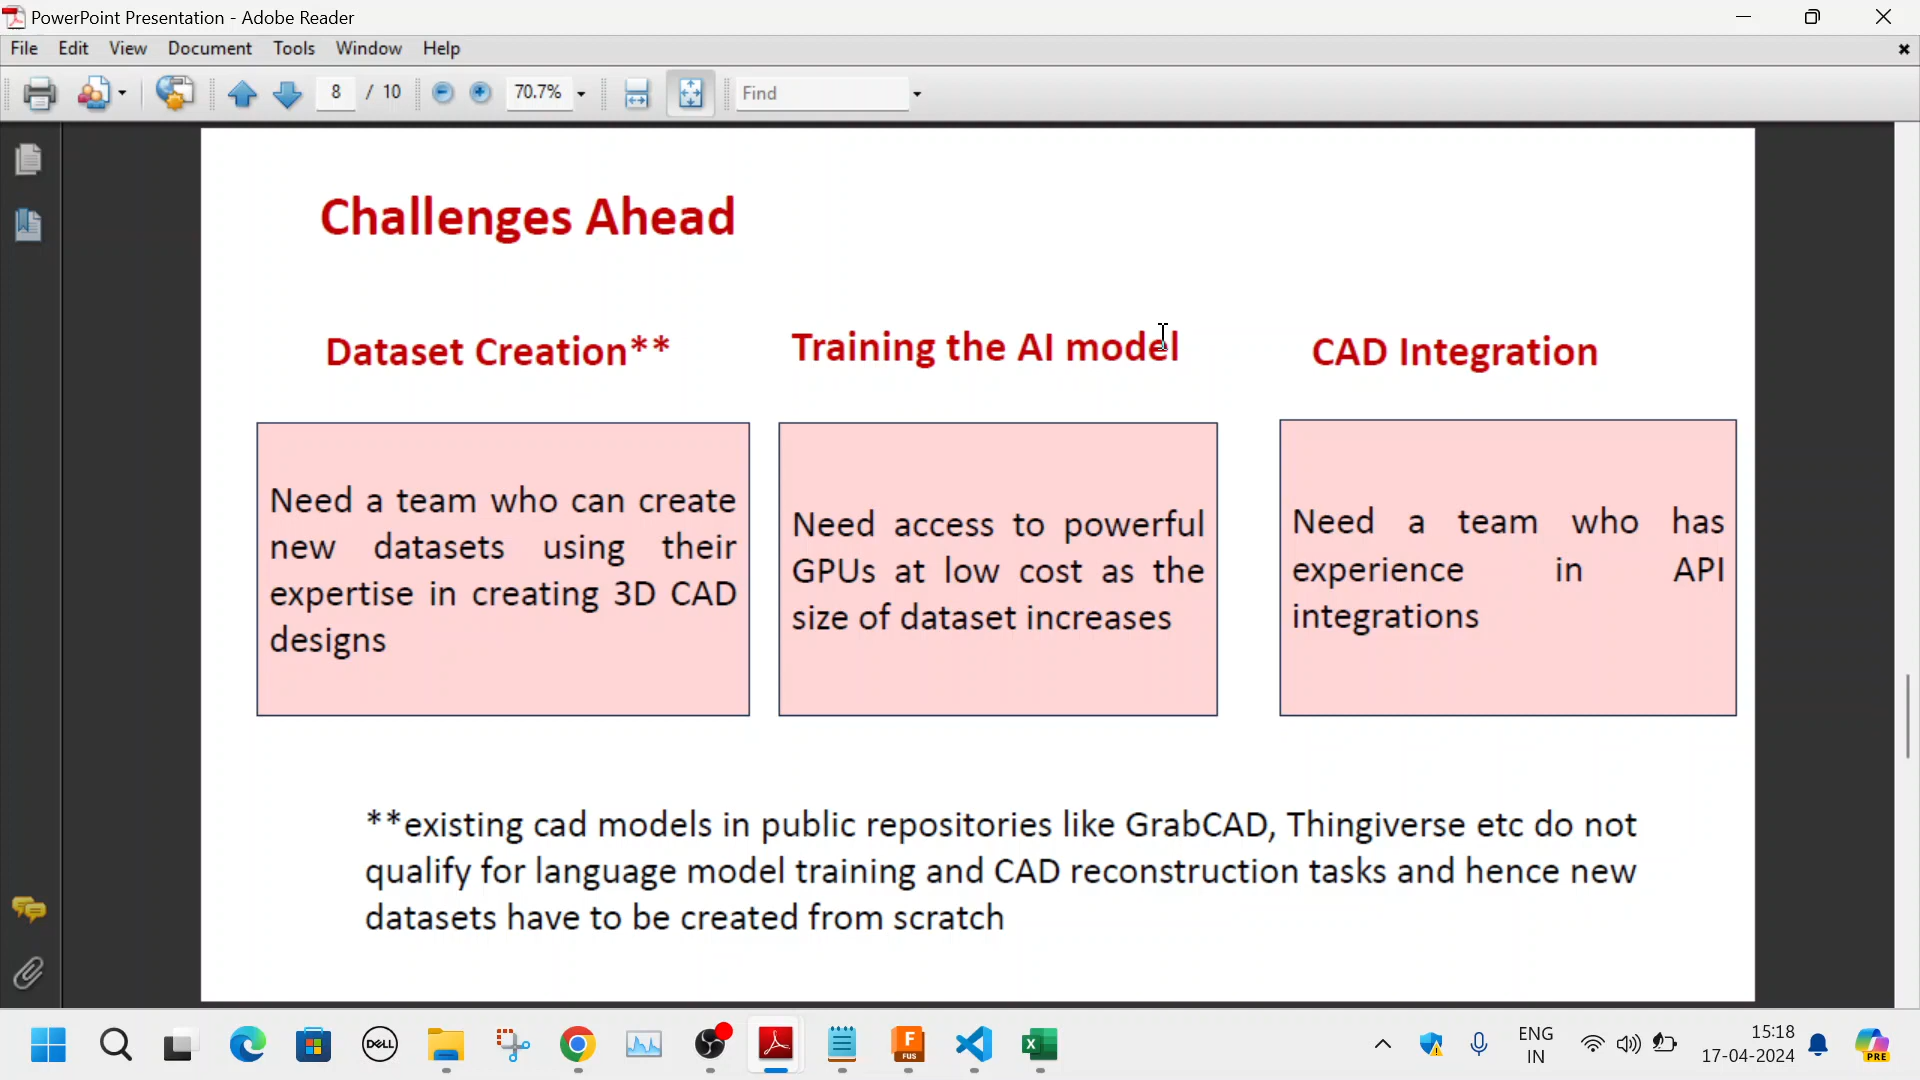 PowerPoint Presentation - Adobe Reader
File Edit View Document Tools Window Help
8 / 10 70.7% Find
Challenges Ahead
Dataset Creation**
Training the AI model
CAD Integration
Need a team who can create
new datasets using their
expertise in creating 3D CAD
designs
Need access to powerful
GPUs at low cost as the
size of dataset increases
Need a team who has
experience in API
integrations
**existing cad models in public repositories like GrabCAD, Thingiverse etc do not
qualify for language model training and CAD reconstruction tasks and hence new
datasets have to be created from scratch
DELL
F
FUS
X
ENG
IN
15:18
17-04-2024
PRE